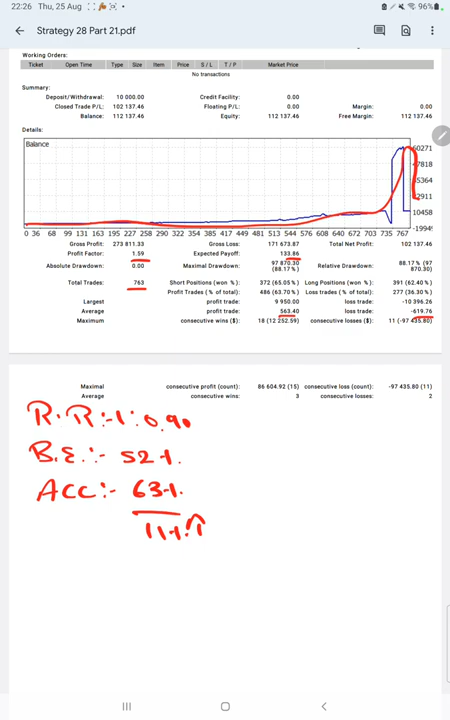 22:26 Thu, 25 Aug 96%
Strategy 28 Part 21.pdf
Working Orders:
Ticket Open Time Type Size Item Price S / L T / P Market Price
No transactions
Summary:
Deposit/Withdrawal: 10 000.00 Credit Facility: 0.00
Closed Trade P/L: 102 137.46 Floating P/L: 0.00 Margin: 0.00
Balance: 112 137.46 Equity: 112 137.46 Free Margin: 112 137.46
Details:
Balance
60271
47818
35364
22911
10458
-1994
0 36 68 99 131 163 195 227 258 290 322 354 385 417 449 481 513 544 576 608 640 672 703 735 767
Gross Profit: 273 811.33 Gross Loss: 171 673.87 Total Net Profit: 102 137.46
Profit Factor: 1.59 Expected Payoff: 133.86
Absolute Drawdown: 0.00 Maximal Drawdown: 97 870.30 (88.17%) Relative Drawdown: 88.17% (97 870.30)
Total Trades: 763 Short Positions (won %): 372 (65.05%) Long Positions (won %): 391 (62.40%)
Profit Trades (% of total): 486 (63.70%) Loss trades (% of total): 277 (36.30%)
Largest profit trade: 9 950.00 loss trade: -10 396.26
Average profit trade: 563.40 loss trade: -619.76
Maximum consecutive wins ($): 18 (12 252.59) consecutive losses ($): 11 (-97 435.80)
Maximal consecutive profit (count): 86 604.92 (15) consecutive loss (count): -97 435.80 (11)
Average consecutive wins: 3 consecutive losses: 2
R.R:-1:0.90
B.E:- 52%.
ACC:- 63%.
11%↑